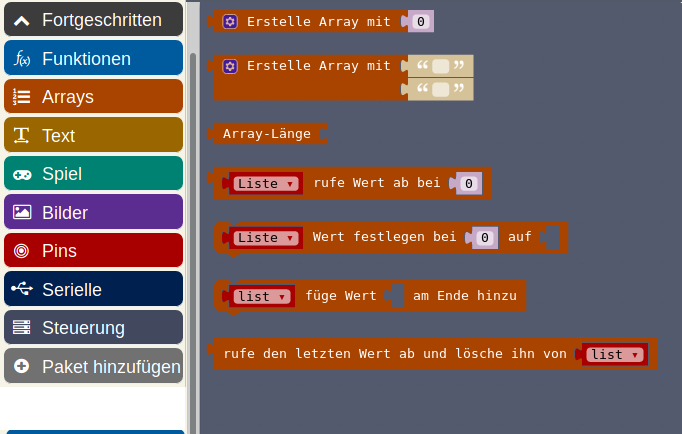 Fortgeschritten
Funktionen
Arrays
Text
Spiel
Bilder
Pins
Serielle
Steuerung
Paket hinzufügen
Erstelle Array mit 0
Erstelle Array mit “ ”
“ ”
Array-Länge
Liste rufe Wert ab bei 0
Liste Wert festlegen bei 0 auf
list füge Wert am Ende hinzu
rufe den letzten Wert ab und lösche ihn von list